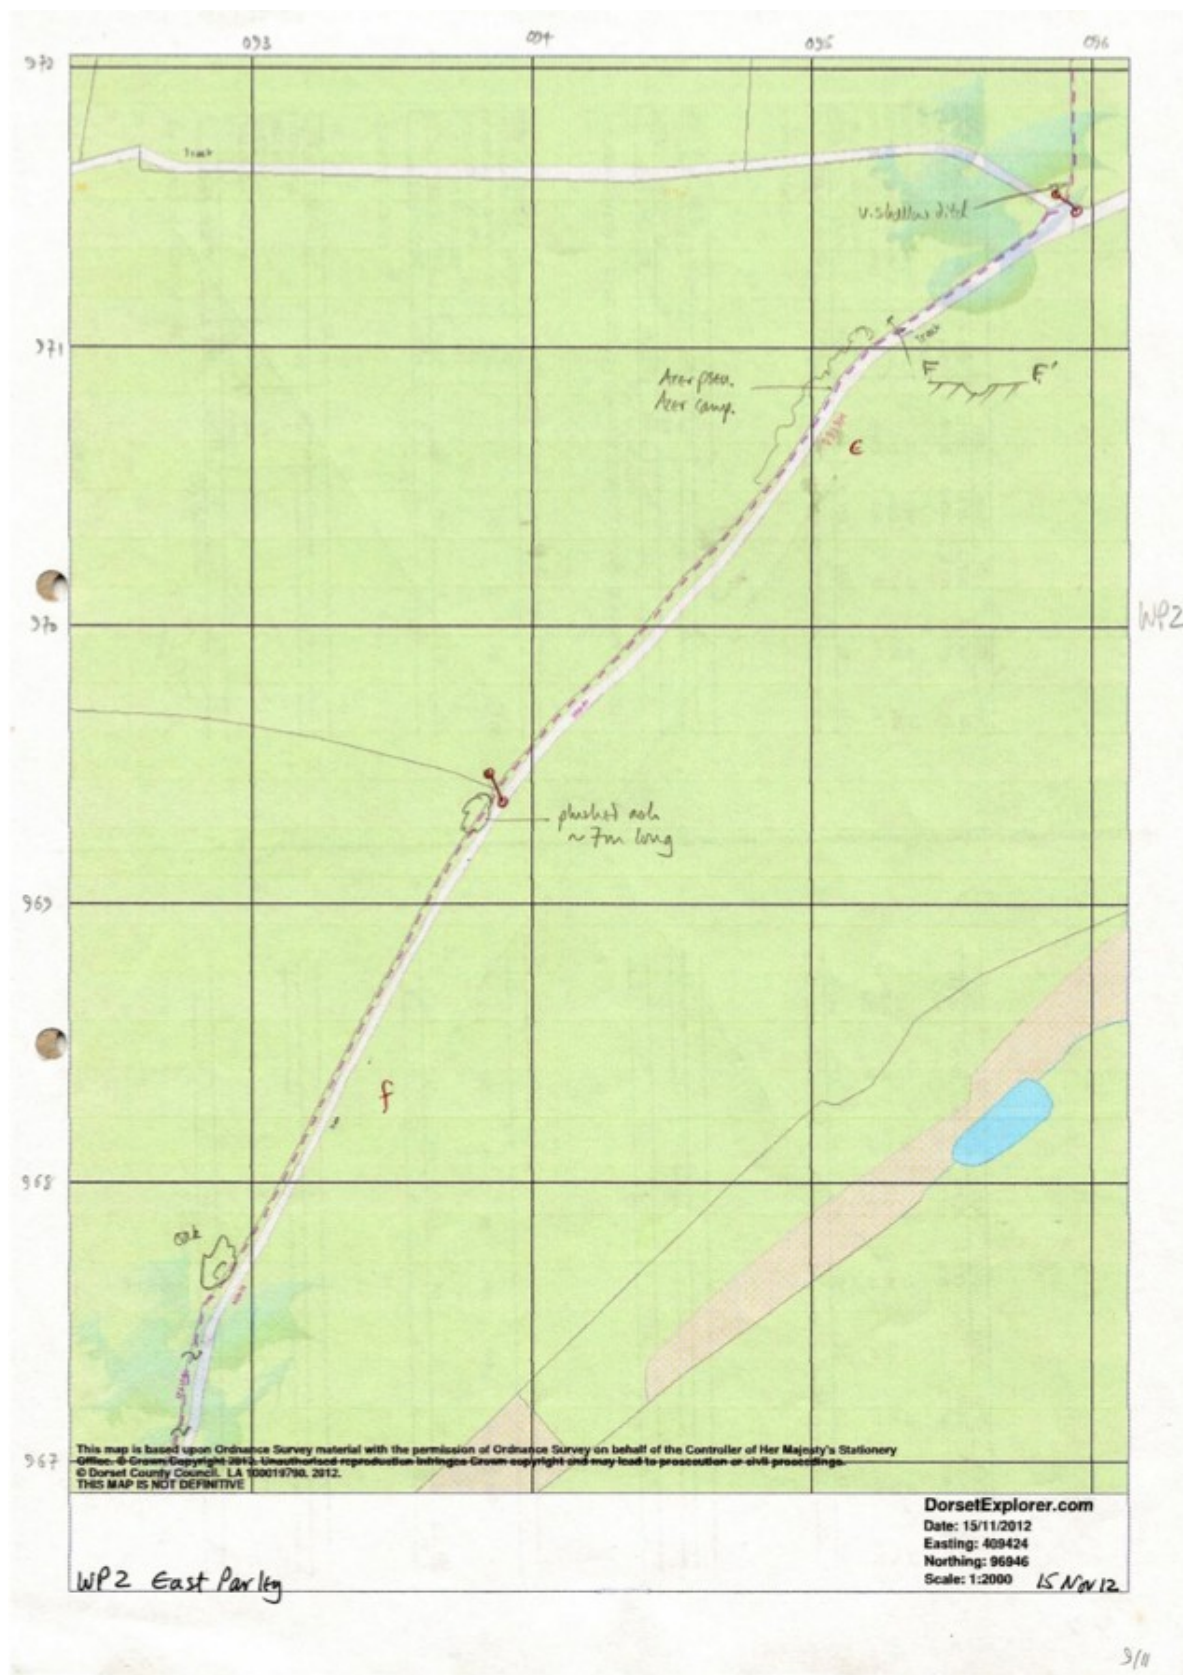 093 094 095 096
972
Track
v. shallow ditch
Track
971
F F'
Acer pseu.
Acer camp.
e
970
WP2
plushed ash
~ 7m long
969
f
968
Oak
967
This map is based upon Ordnance Survey material with the permission of Ordnance Survey on behalf of the Controller of Her Majesty's Stationery
Office. © Crown Copyright 2012. Unauthorised reproduction infringes Crown copyright and may lead to prosecution or civil proceedings.
© Dorset County Council. LA 100019790. 2012.
THIS MAP IS NOT DEFINITIVE
DorsetExplorer.com
Date: 15/11/2012
Easting: 409424
Northing: 96946
Scale: 1:2000 15 Nov 12
WP2 East Parley
9/11